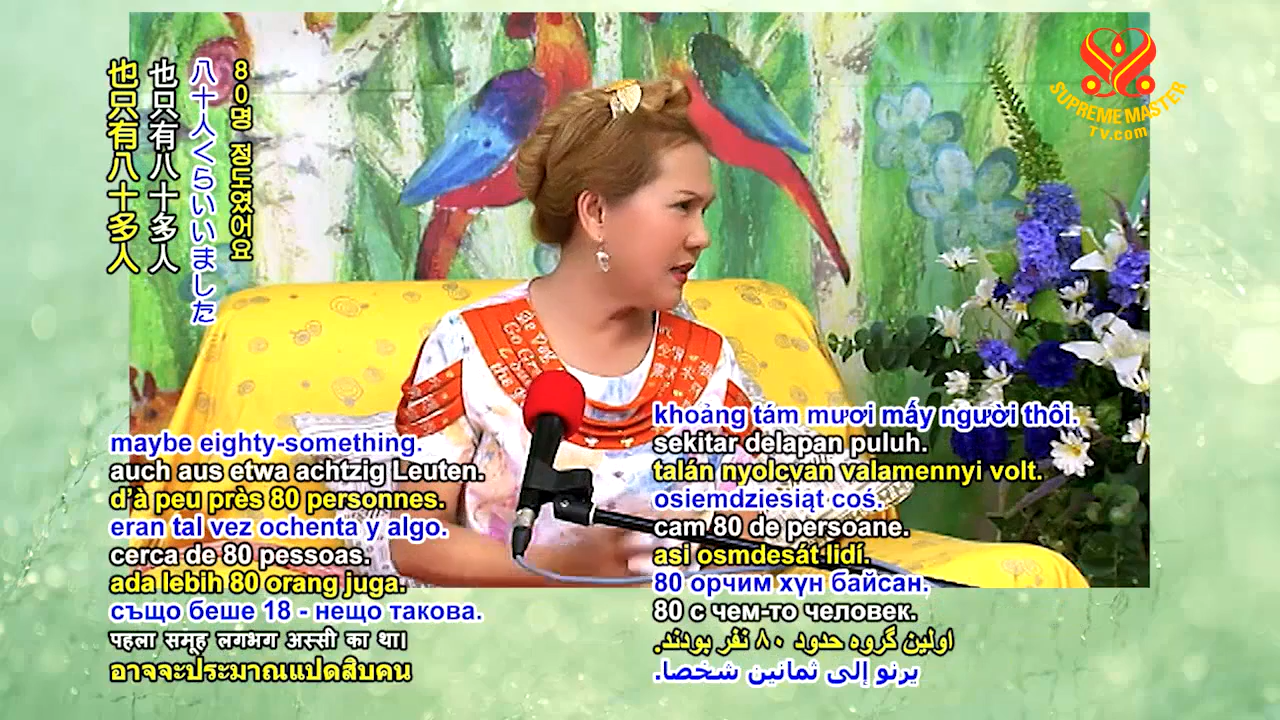 80명 정도였어요
八十人くらいいました
也只有八十多人
也只有八十多人
SUPREME MASTER
TV.com
maybe eighty-something.
auch aus etwa achtzig Leuten.
d'à peu près 80 personnes.
eran tal vez ochenta y algo.
cerca de 80 pessoas.
ada lebih 80 orang juga.
също беше 18 - нещо такова.
पहला समूह लगभग अस्सी का था।
อาจจะประมาณแปดสิบคน
khoảng tám mươi mấy người thôi.
sekitar delapan puluh.
talán nyolcvan valamennyi volt.
osiemdziesiąt coś.
cam 80 de persoane.
asi osmdesát lidí.
80 орчим хүн байсан.
80 с чем-то человек.
اولین گروه حدود ۸۰ نفر بودند.
يرنو إلى ثمانين شخصا.